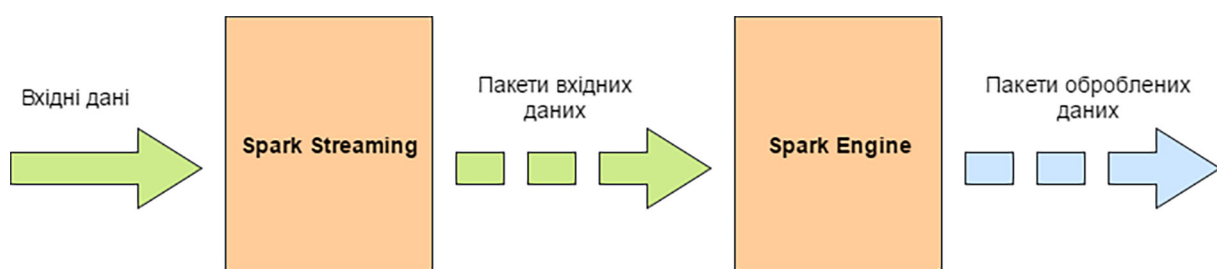 Вхідні дані
Spark Streaming
Пакети вхідних
даних
Spark Engine
Пакети оброблених
даних